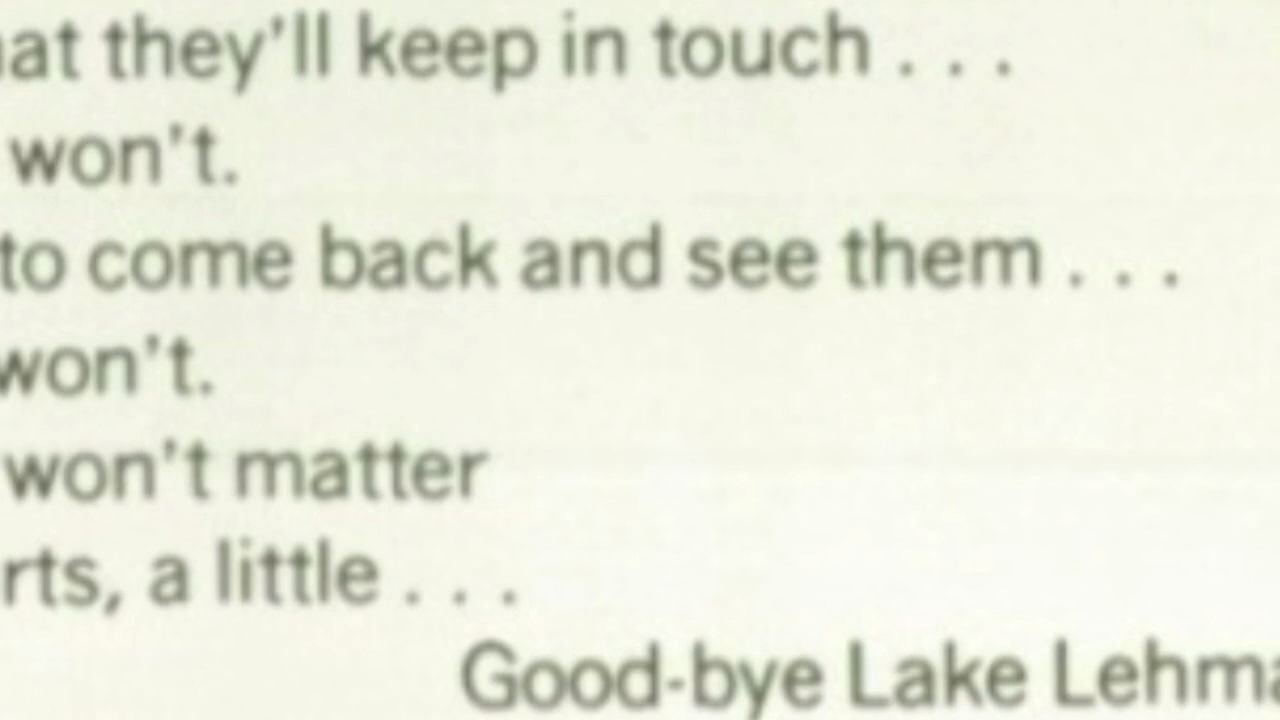 at they'll keep in touch . . .
won't.
to come back and see them . . .
won't.
won't matter
rts, a little . . .
Good-bye Lake Lehma